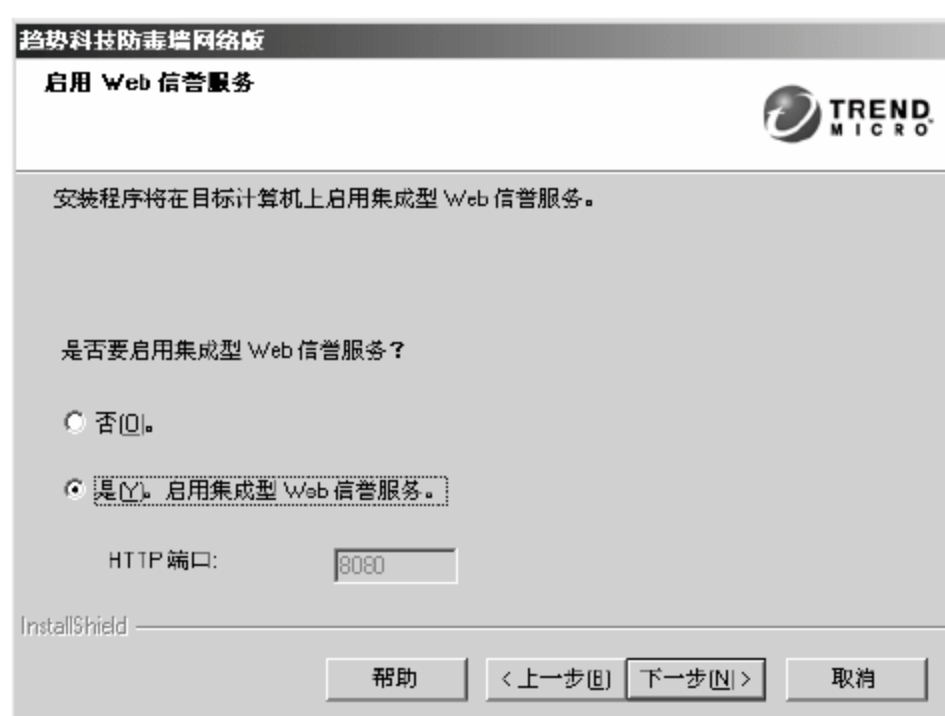 趋势科技防毒墙网络版
启用 Web 信誉服务
TREND
MICRO
安装程序将在目标计算机上启用集成型 Web 信誉服务。
是否要启用集成型 Web 信誉服务？
否(O)。
是(Y)。启用集成型 Web 信誉服务。
HTTP 端口: 8080
InstallShield
帮助 <上一步(B) 下一步(N)> 取消